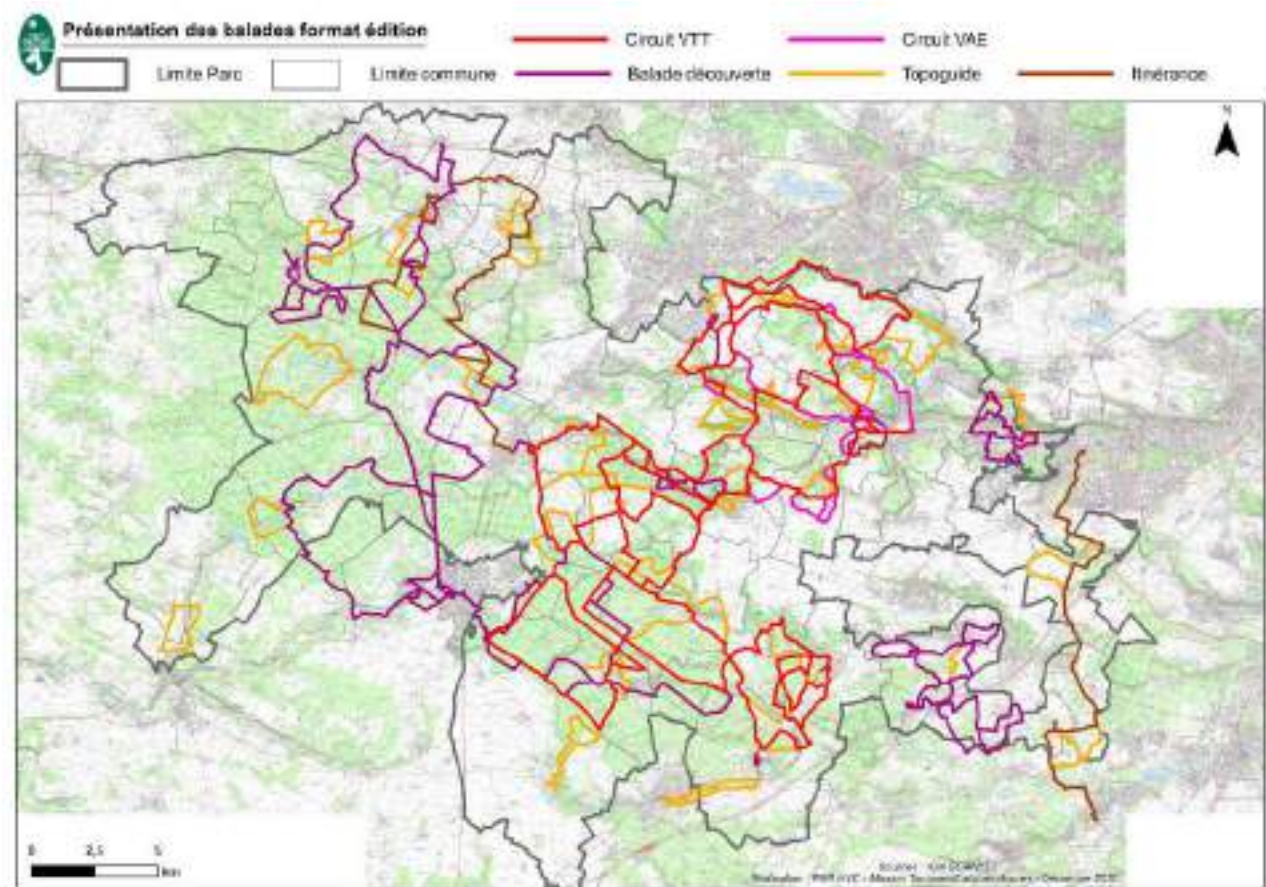 Présentation des balades format édition
Circuit VTT
Circuit VAE
Limite Parc
Limite commune
Balade découverte
Topoguide
Itinérance
N
0 2,5 5
km